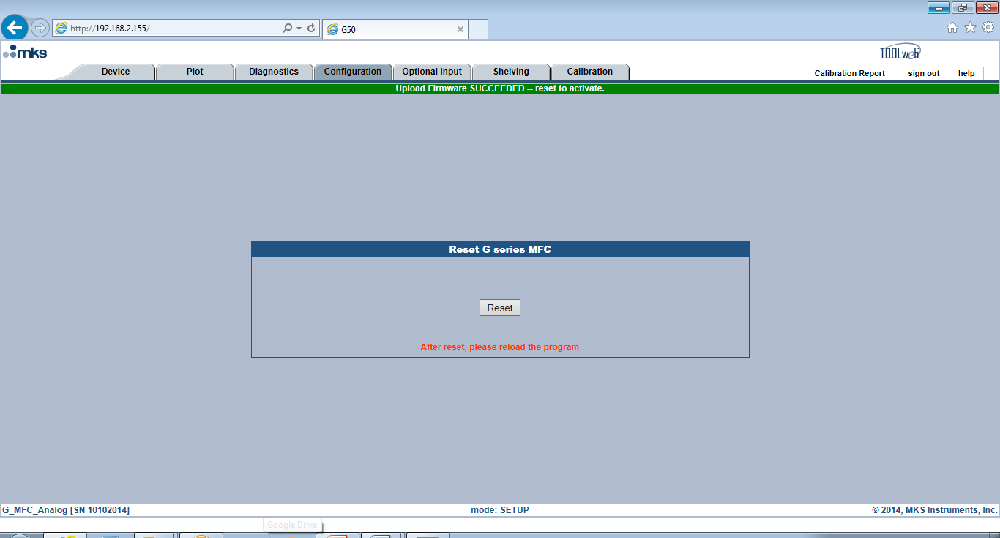 http://192.168.2.155/
G50
mks
TOOLweb
Device
Plot
Diagnostics
Configuration
Optional Input
Shelving
Calibration
Calibration Report
sign out
help
Upload Firmware SUCCEEDED -- reset to activate.
Reset G series MFC
Reset
After reset, please reload the program
G_MFC_Analog [SN 10102014]
mode: SETUP
© 2014, MKS Instruments, Inc.
Google Drive